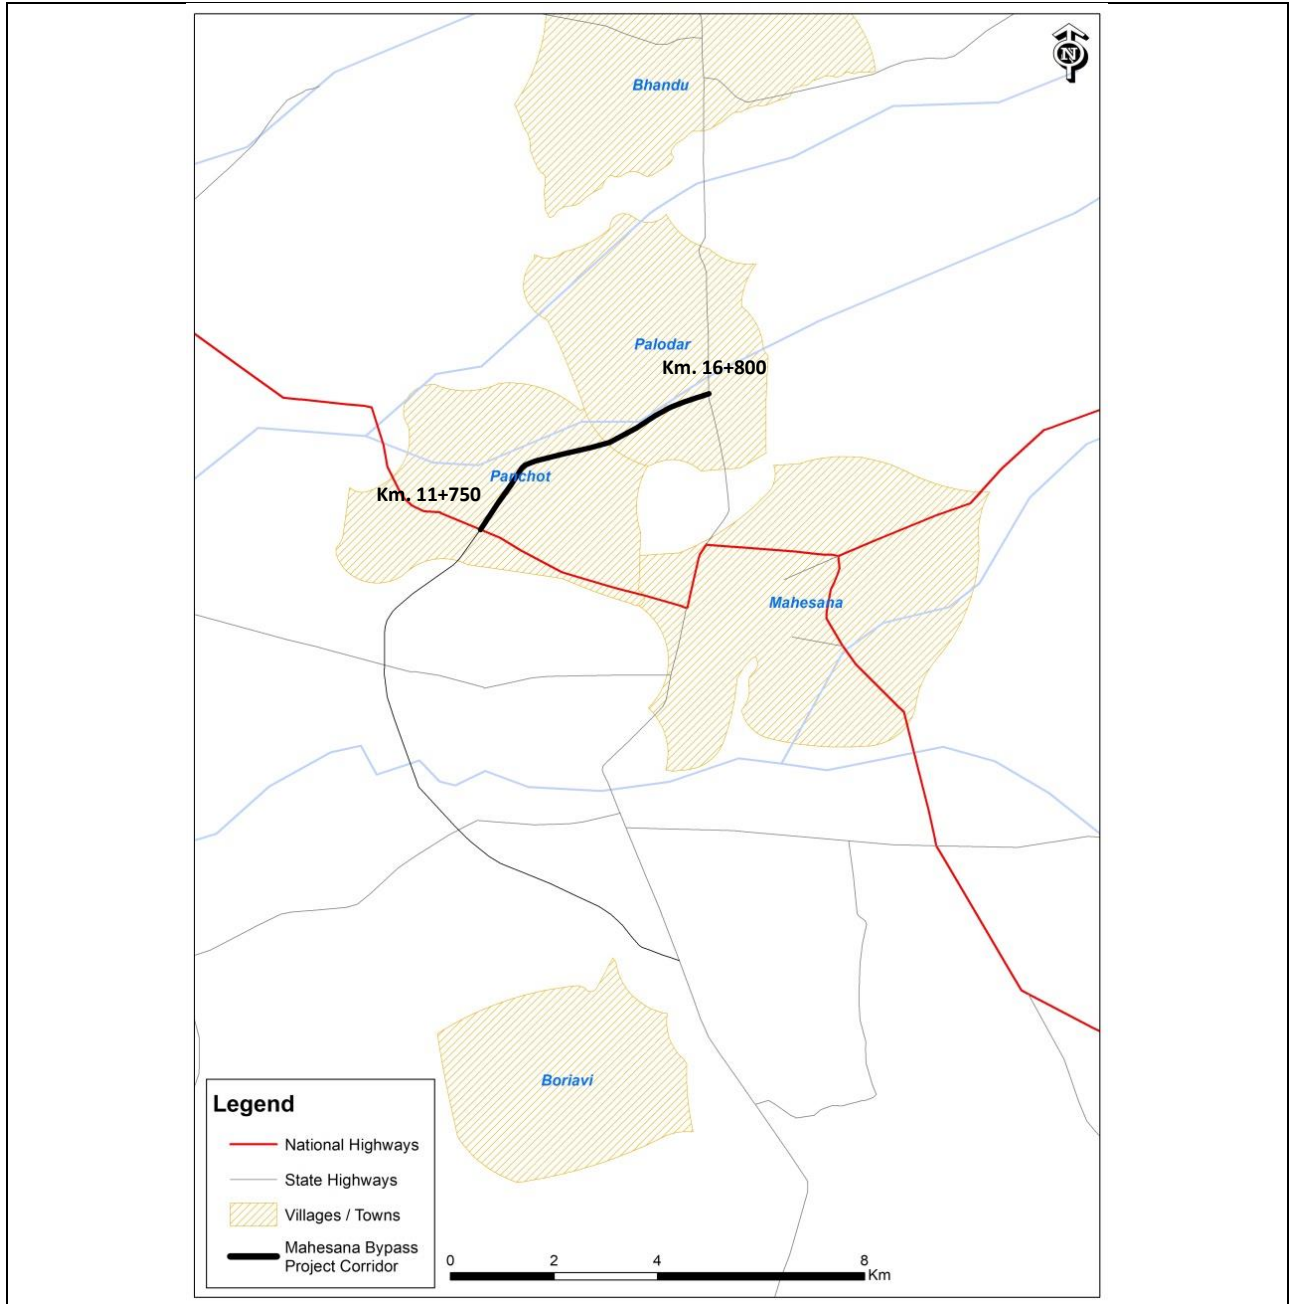 N
Bhandu
Palodar
Km. 16+800
Panchot
Km. 11+750
Mahesana
Boriavi
Legend
National Highways
State Highways
Villages / Towns
Mahesana Bypass
Project Corridor
0 2 4 8
Km